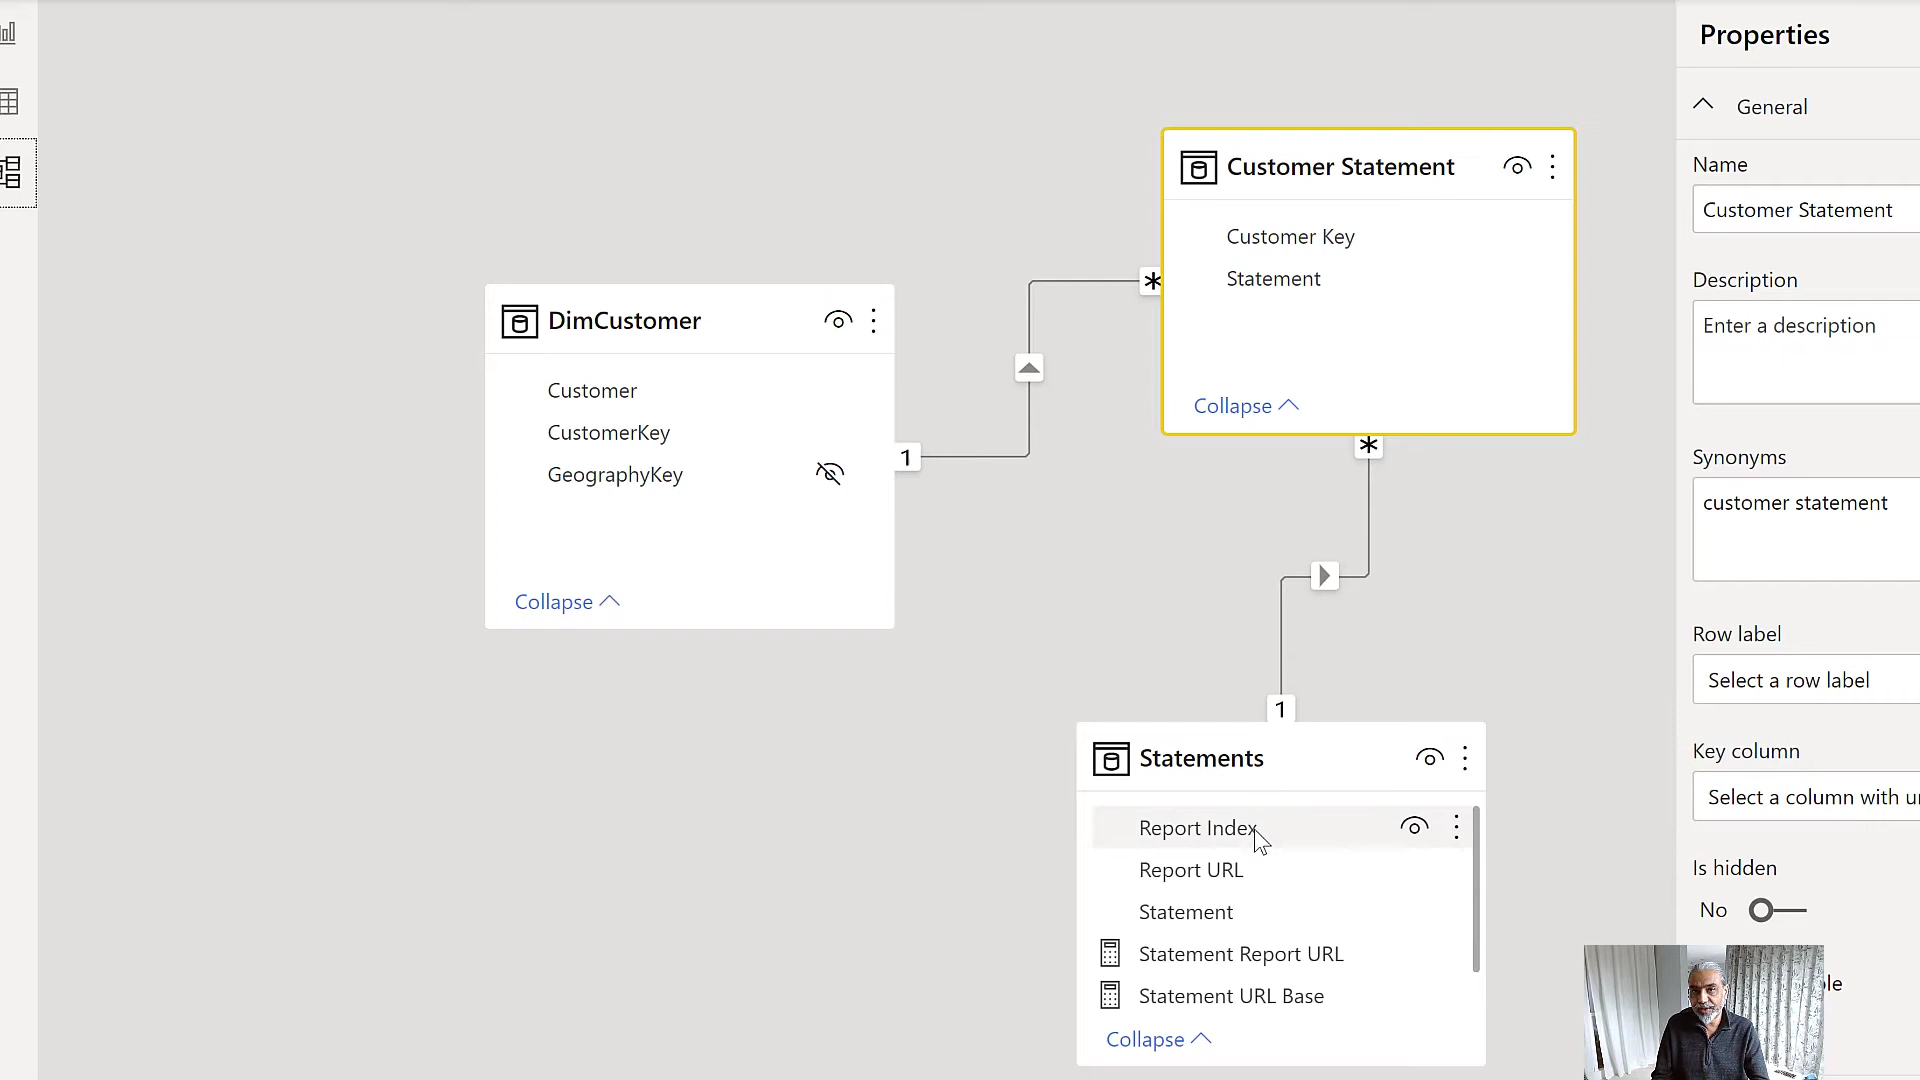 DimCustomer
Customer
CustomerKey
GeographyKey
Collapse
1
*
Customer Statement
Customer Key
Statement
Collapse
*
1
Statements
Report Index
Report URL
Statement
Statement Report URL
Statement URL Base
Collapse
Properties
General
Name
Customer Statement
Description
Enter a description
Synonyms
customer statement
Row label
Select a row label
Key column
Select a column with
Is hidden
No